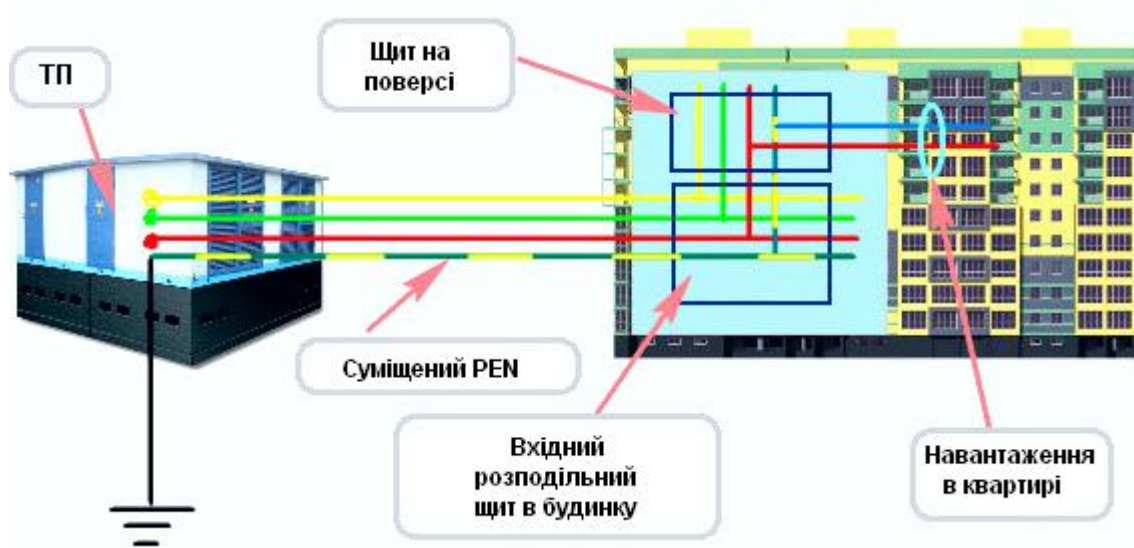 ТП
Щит на
поверсі
Суміщений PEN
Вхідний
розподільний
щит в будинку
Навантаження
в квартирі